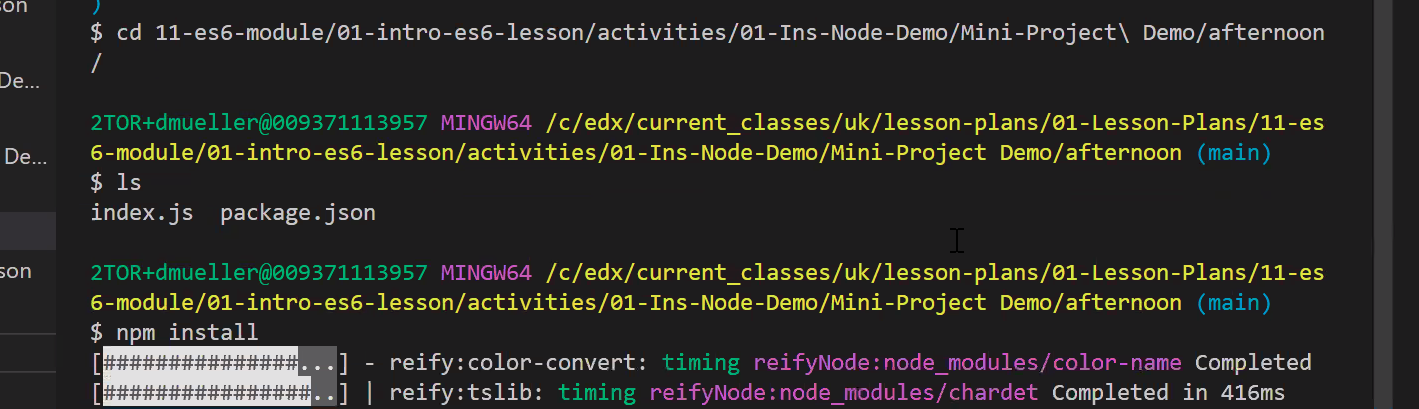 son
)
$ cd 11-es6-module/01-intro-es6-lesson/activities/01-Ins-Node-Demo/Mini-Project\ Demo/afternoon
/
De...
2TOR+dmueller@009371113957 MINGW64 /c/edx/current_classes/uk/lesson-plans/01-Lesson-Plans/11-es
6-module/01-intro-es6-lesson/activities/01-Ins-Node-Demo/Mini-Project Demo/afternoon (main)
De...
$ ls
index.js  package.json
son
2TOR+dmueller@009371113957 MINGW64 /c/edx/current_classes/uk/lesson-plans/01-Lesson-Plans/11-es
6-module/01-intro-es6-lesson/activities/01-Ins-Node-Demo/Mini-Project Demo/afternoon (main)
$ npm install
[###############...] - reify:color-convert: timing reifyNode:node_modules/color-name Completed
[################..] | reify:tslib: timing reifyNode:node_modules/chardet Completed in 416ms